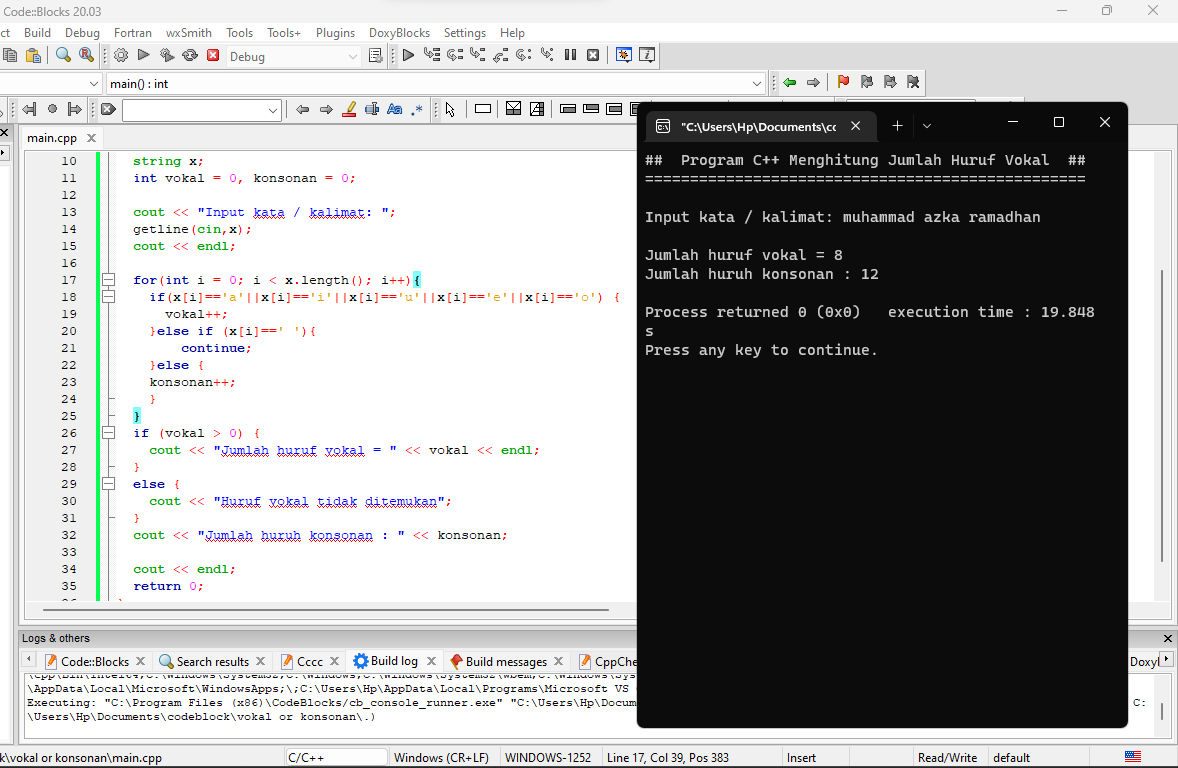 Code::Blocks 20.03
ct Build Debug Fortran wxSmith Tools Tools+ Plugins DoxyBlocks Settings Help
Debug
main() : int
main.cpp
10 string x;
11 int vokal = 0, konsonan = 0;
12
13 cout << "Input kata / kalimat: ";
14 getline(cin,x);
15 cout << endl;
16
17 for(int i = 0; i < x.length(); i++){
18 if(x[i]=='a'||x[i]=='i'||x[i]=='u'||x[i]=='e'||x[i]=='o') {
19 vokal++;
20 }else if (x[i]==' '){
21 continue;
22 }else {
23 konsonan++;
24 }
25 }
26 if (vokal > 0) {
27 cout << "Jumlah huruf vokal = " << vokal << endl;
28 }
29 else {
30 cout << "Huruf vokal tidak ditemukan";
31 }
32 cout << "Jumlah huruh konsonan : " << konsonan;
33
34 cout << endl;
35 return 0;
"C:\Users\Hp\Documents\cc
## Program C++ Menghitung Jumlah Huruf Vokal ##
=================================================
Input kata / kalimat: muhammad azka ramadhan
Jumlah huruf vokal = 8
Jumlah huruh konsonan : 12
Process returned 0 (0x0) execution time : 19.848
s
Press any key to continue.
Logs & others
Code::Blocks Search results Cccc Build log Build messages CppChe Doxyl
\AppData\Local\Microsoft\WindowsApps;\;C:\Users\Hp\AppData\Local\Programs\Microsoft VS
Executing: "C:\Program Files (x86)\CodeBlocks/cb_console_runner.exe" "C:\Users\Hp\Docum C:
\Users\Hp\Documents\codeblock\vokal or konsonan\.)
k\vokal or konsonan\main.cpp C/C++ Windows (CR+LF) WINDOWS-1252 Line 17, Col 39, Pos 383 Insert Read/Write default